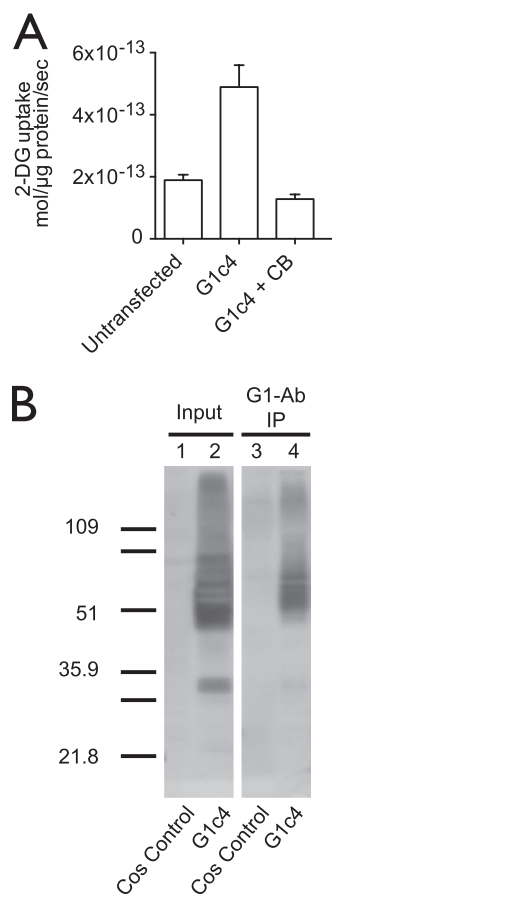 A
2-DG uptake
mol/µg protein/sec
6x10-13
4x10-13
2x10-13
0
Untransfected
G1c4
G1c4 + CB
B
Input
G1-Ab
IP
1 2 3 4
109
51
35.9
21.8
Cos Control
G1c4
Cos Control
G1c4